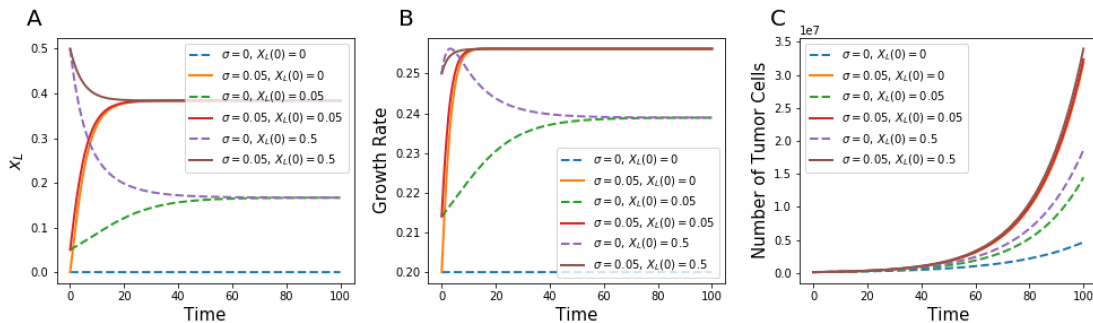 A
x_L
0.5
0.4
0.3
0.2
0.1
0.0
σ=0, X_L(0)=0
σ=0.05, X_L(0)=0
σ=0, X_L(0)=0.05
σ=0.05, X_L(0)=0.05
σ=0, X_L(0)=0.5
σ=0.05, X_L(0)=0.5
0 20 40 60 80 100
Time
B
Growth Rate
0.25
0.24
0.23
0.22
0.21
0.20
σ=0, X_L(0)=0
σ=0.05, X_L(0)=0
σ=0, X_L(0)=0.05
σ=0.05, X_L(0)=0.05
σ=0, X_L(0)=0.5
σ=0.05, X_L(0)=0.5
0 20 40 60 80 100
Time
C
1e7
Number of Tumor Cells
3.5
3.0
2.5
2.0
1.5
1.0
0.5
0.0
σ=0, X_L(0)=0
σ=0.05, X_L(0)=0
σ=0, X_L(0)=0.05
σ=0.05, X_L(0)=0.05
σ=0, X_L(0)=0.5
σ=0.05, X_L(0)=0.5
0 20 40 60 80 100
Time